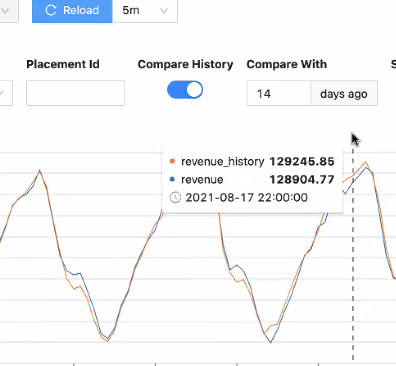 Reload 5m
Placement Id Compare History Compare With
14 days ago
revenue_history 129245.85
revenue 128904.77
2021-08-17 22:00:00